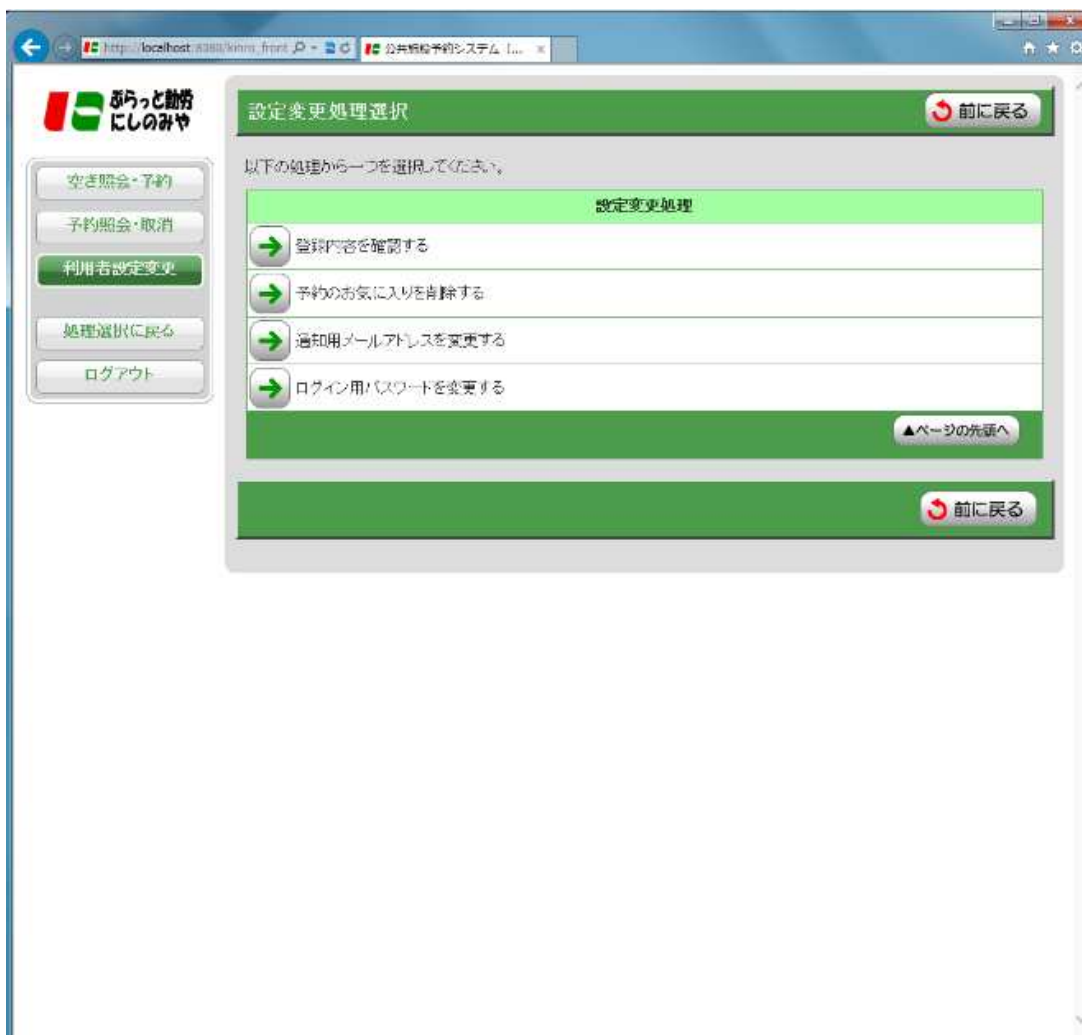 http://localhost:8080/kinro_front
公共施設予約システム (...
ぷらっと勤労
にしのみや
設定変更処理選択
前に戻る
以下の処理から一つを選択してください。
空き照会・予約
予約照会・取消
利用者設定変更
処理選択に戻る
ログアウト
設定変更処理
登録内容を確認する
予約のお気に入りを削除する
通知用メールアドレスを変更する
ログイン用パスワードを変更する
▲ページの先頭へ
前に戻る